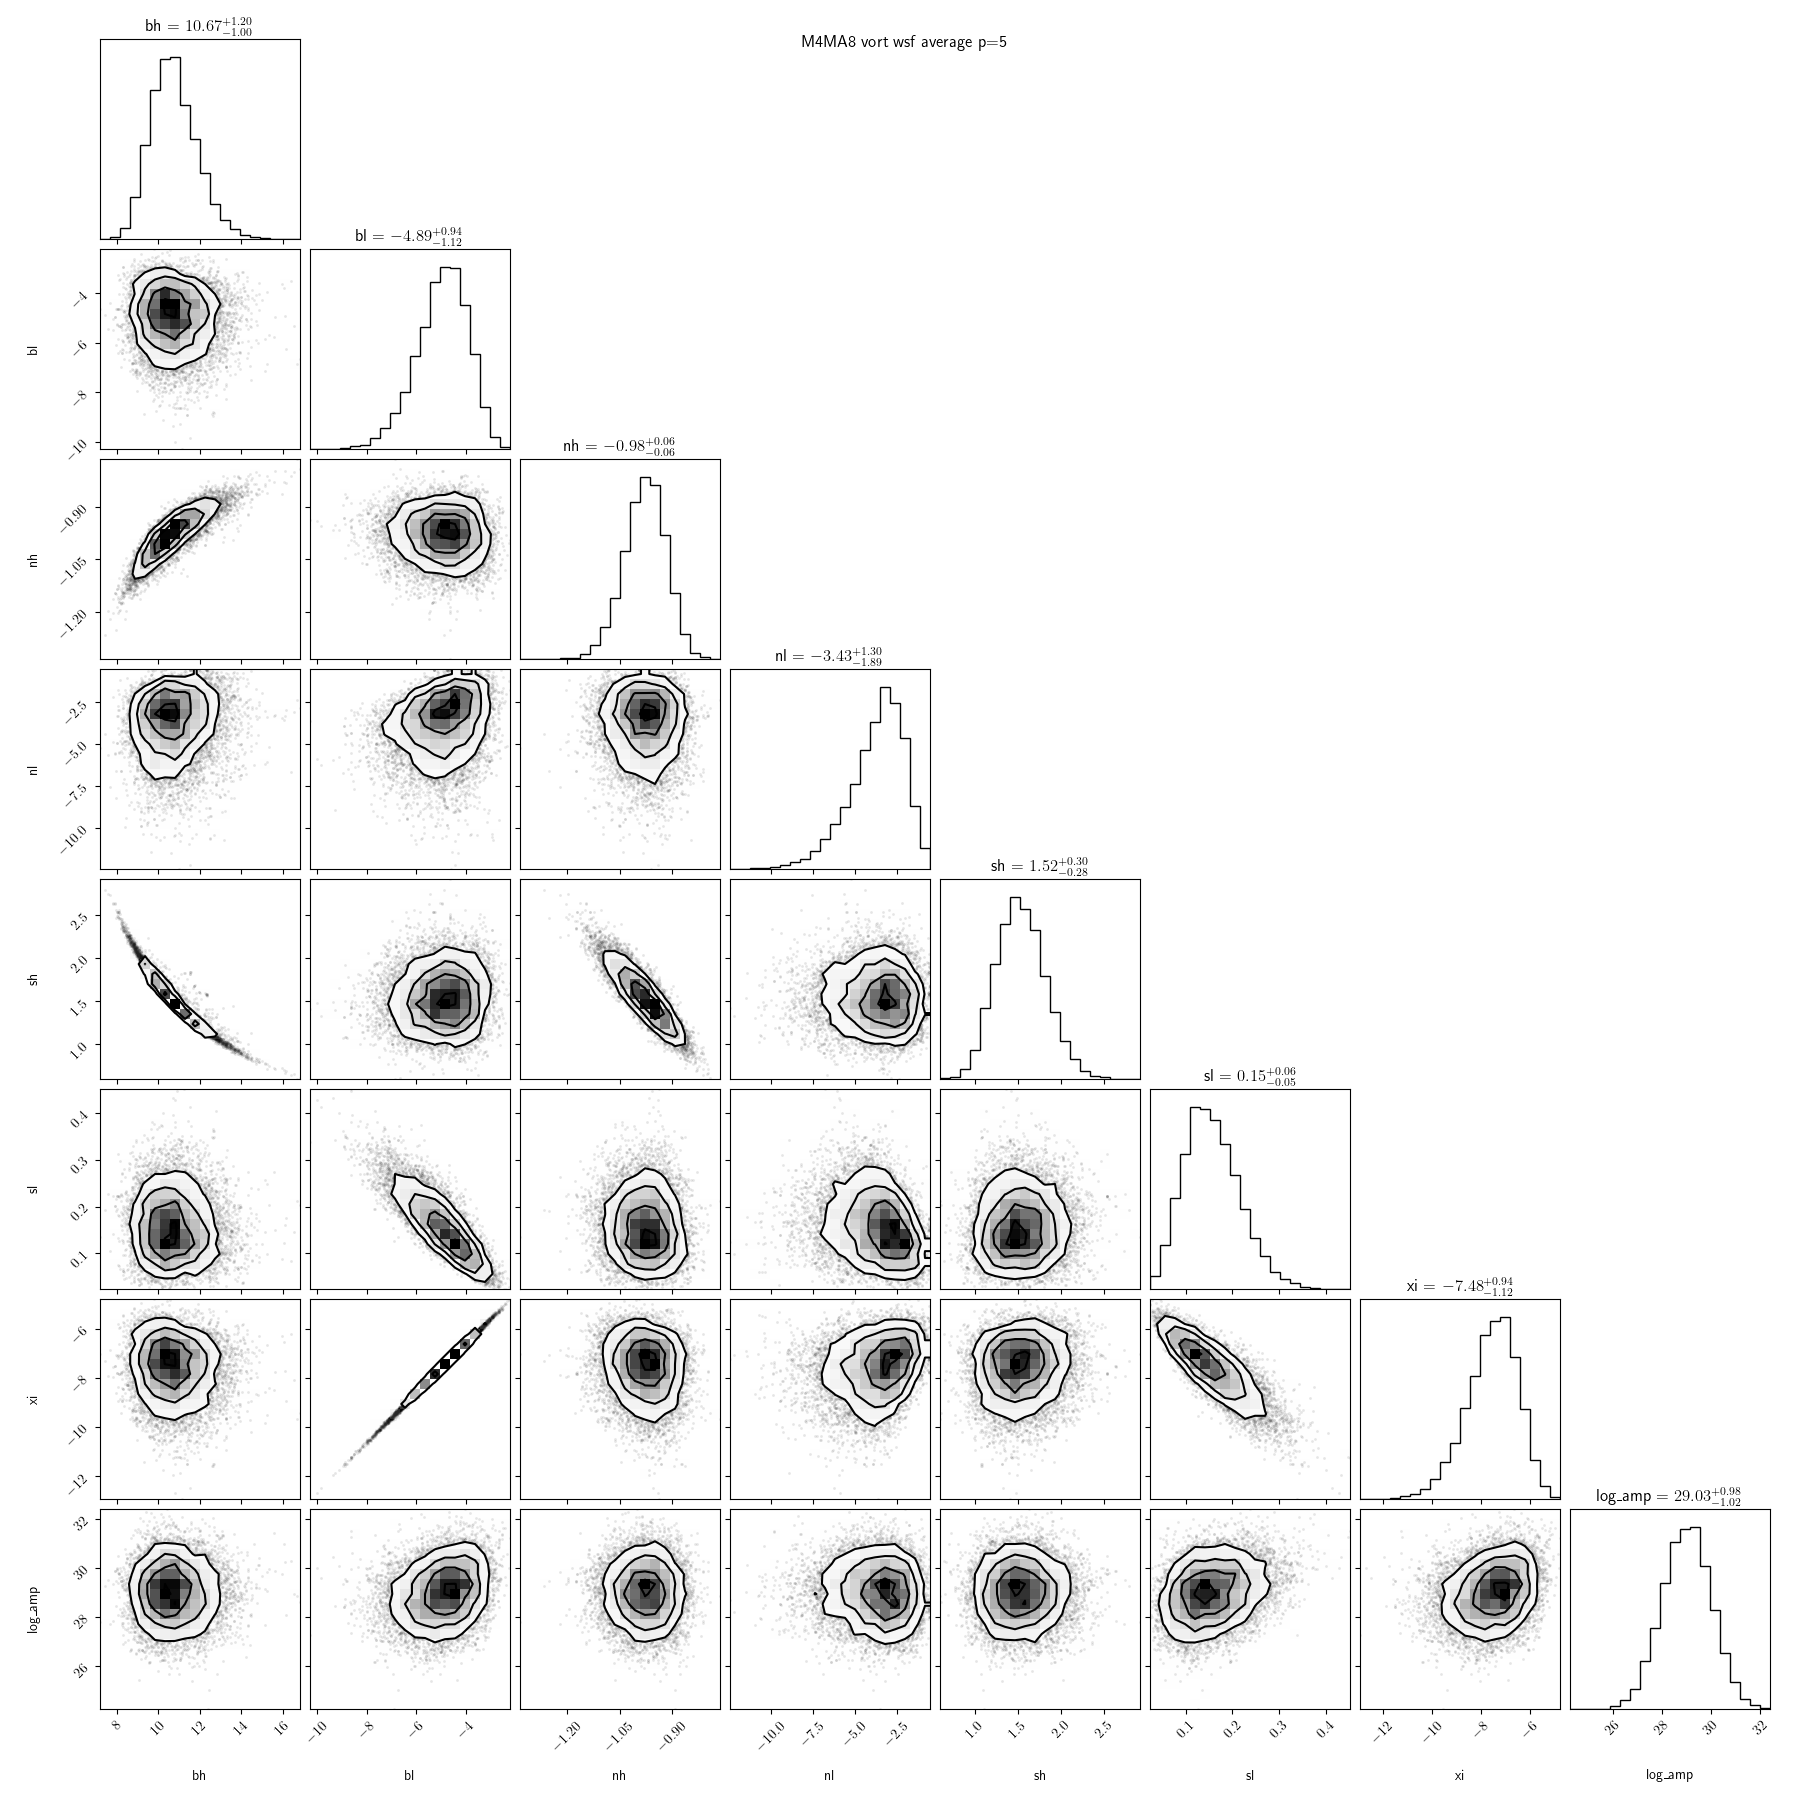 bh = 10.67+1.20−1.00
M4MA8 vort wsf average p=5
bl = −4.89+0.94−1.12
−4
−6
−8
−10
bl
nh = −0.98+0.06−0.06
−0.90
−1.05
−1.20
nh
nl = −3.43+1.30−1.89
−2.5
−5.0
−7.5
−10.0
nl
sh = 1.52+0.30−0.28
2.5
2.0
1.5
1.0
sh
sl = 0.15+0.06−0.05
0.4
0.3
0.2
0.1
sl
xi = −7.48+0.94−1.12
−6
−8
−10
−12
xi
log_amp = 29.03+0.98−1.02
32
30
28
26
log_amp
8 10 12 14 16 −10 −8 −6 −4 −1.20 −1.05 −0.90 −10.0 −7.5 −5.0 −2.5 1.0 1.5 2.0 2.5 0.1 0.2 0.3 0.4 −12 −10 −8 −6 26 28 30 32
bh bl nh nl sh sl xi log_amp